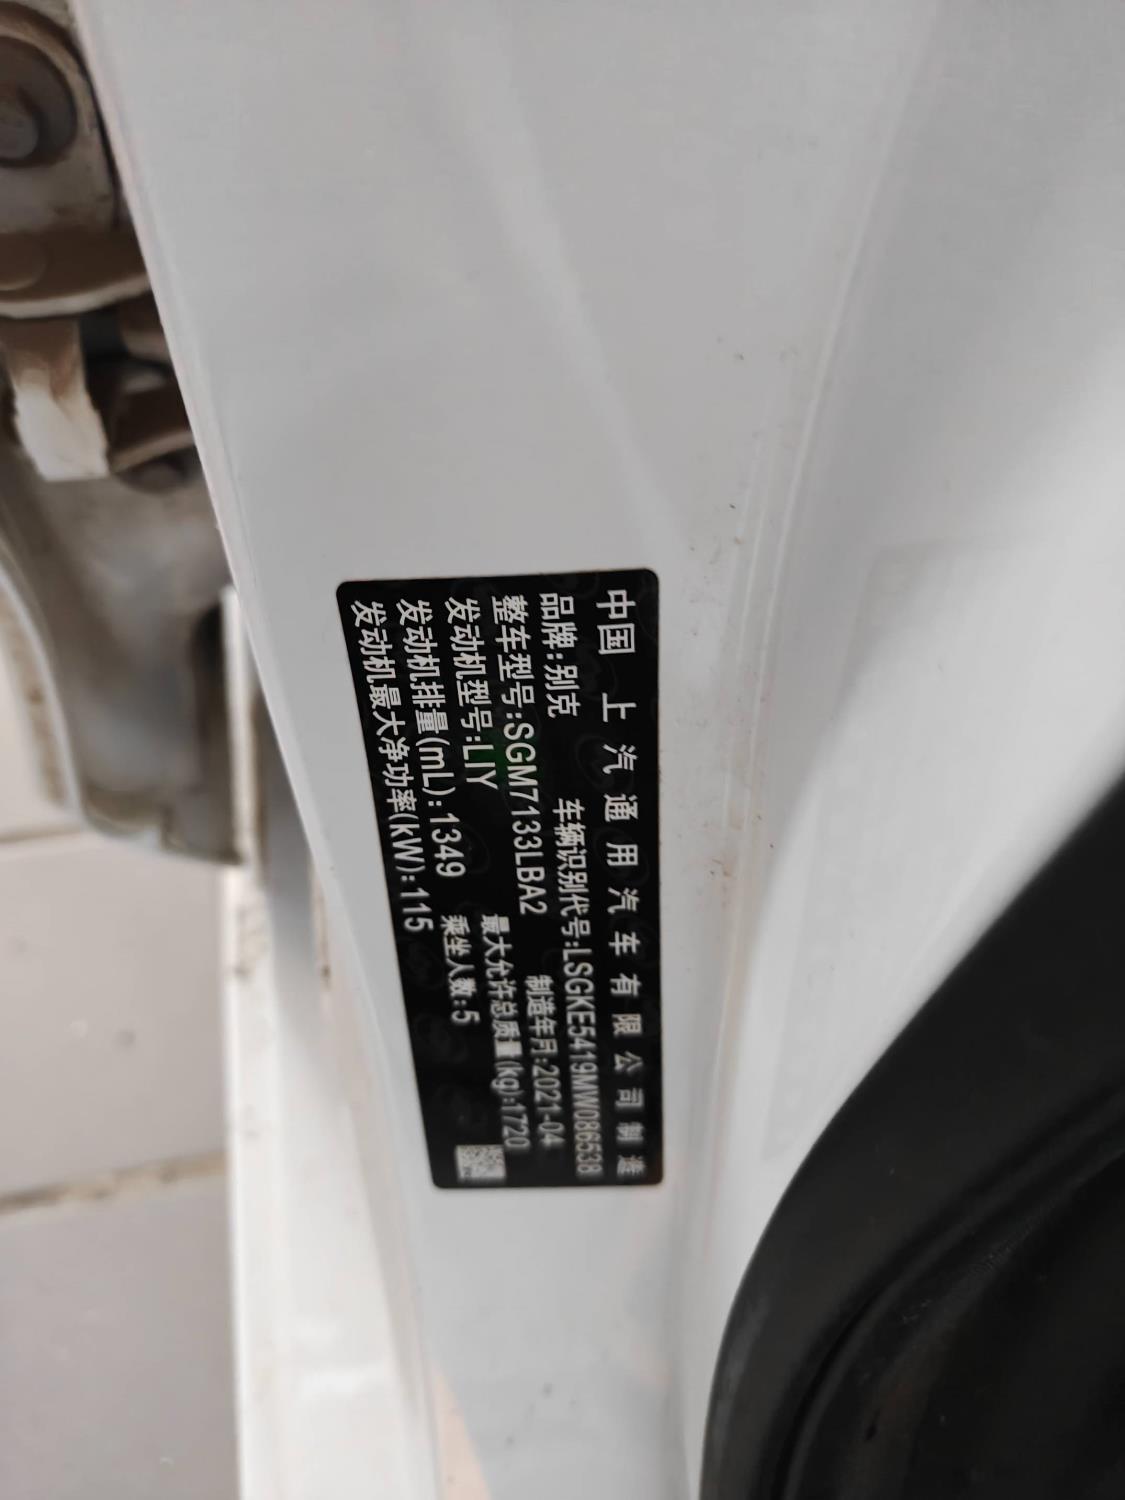 中国 上汽通用汽车有限公司制造
品牌:别克 车辆识别代号:LSGKE5419MW086538
整车型号:SGM7133LBA2 制造年月:2021-04
发动机型号:LIY 最大允许总质量(kg):1720
发动机排量(mL):1349 乘坐人数:5
发动机最大净功率(kW):115